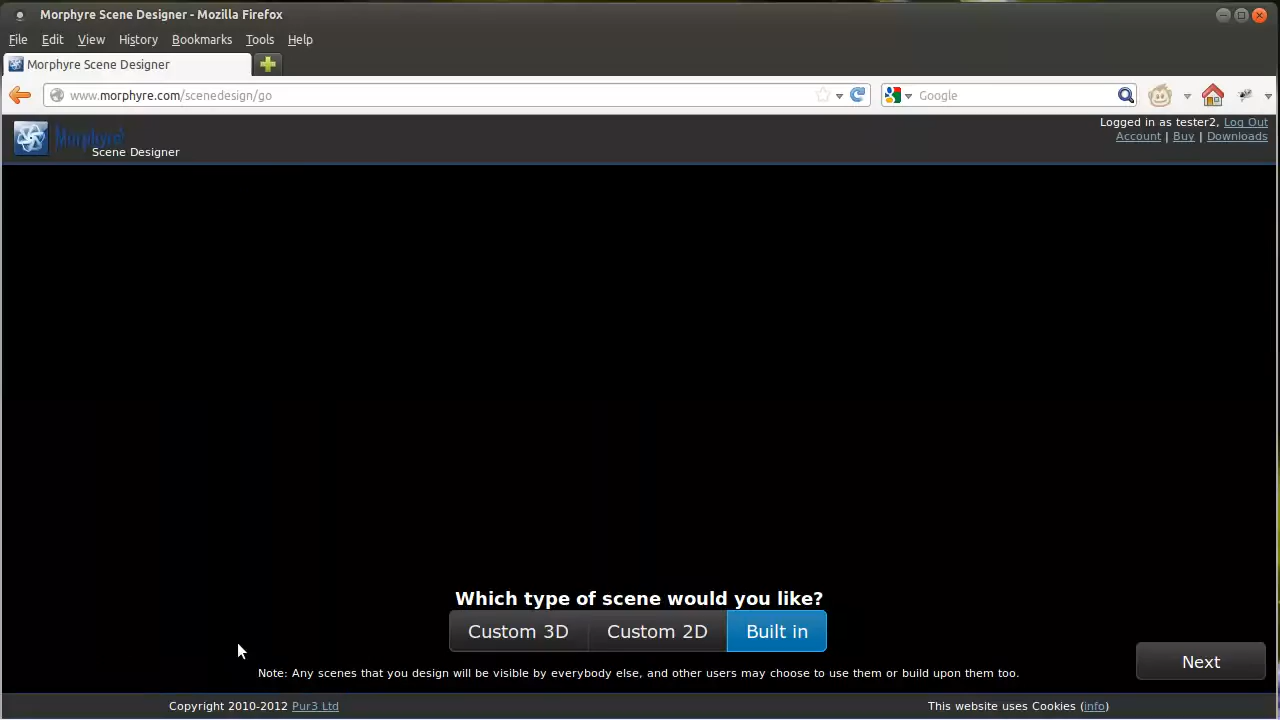 Morphyre Scene Designer - Mozilla Firefox
File Edit View History Bookmarks Tools Help
Morphyre Scene Designer
www.morphyre.com/scenedesign/go
Google
Morphyre
Scene Designer
Logged in as tester2, Log Out
Account | Buy | Downloads
Which type of scene would you like?
Custom 3D Custom 2D Built in
Next
Note: Any scenes that you design will be visible by everybody else, and other users may choose to use them or build upon them too.
Copyright 2010-2012 Pur3 Ltd
This website uses Cookies (info)